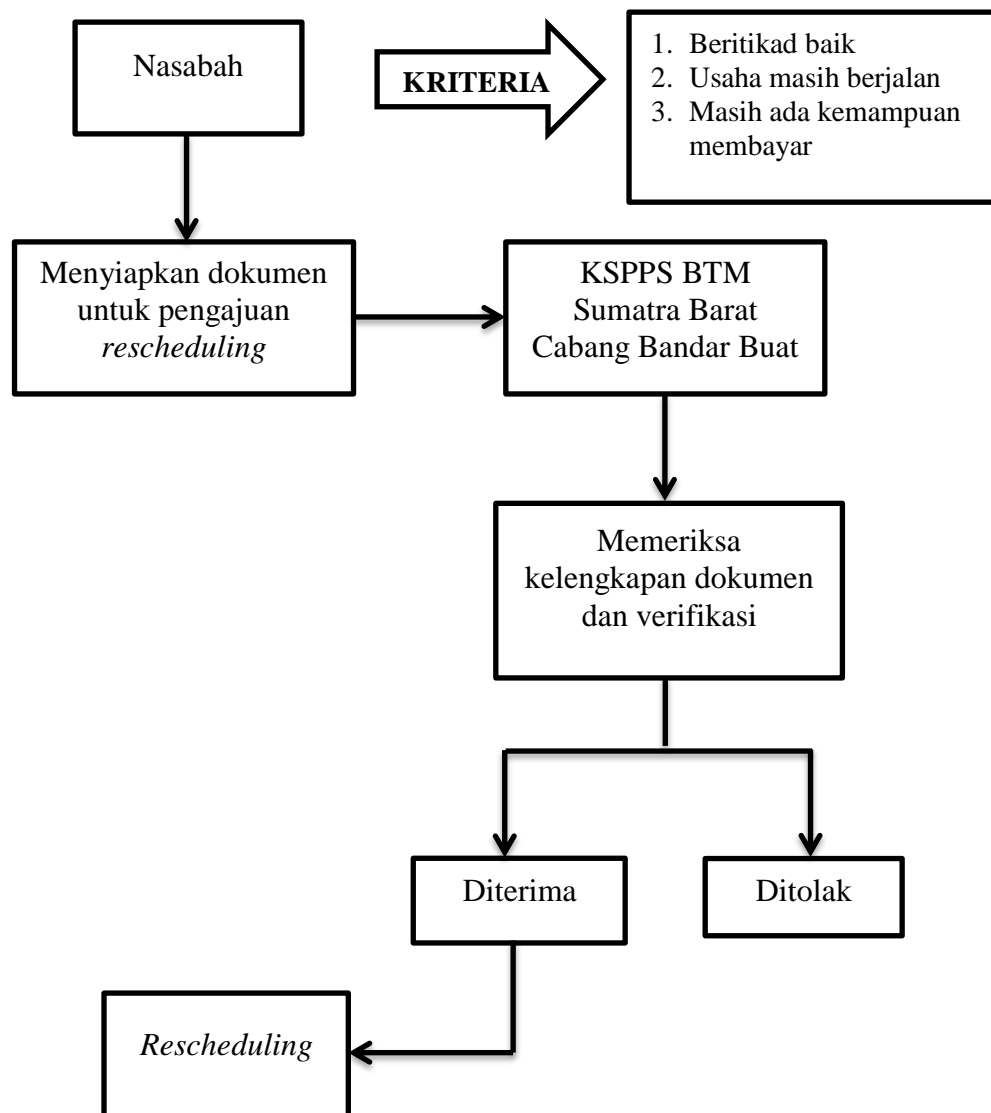 Nasabah
KRITERIA
1. Beritikad baik
2. Usaha masih berjalan
3. Masih ada kemampuan
membayar
Menyiapkan dokumen
untuk pengajuan
rescheduling
KSPPS BTM
Sumatra Barat
Cabang Bandar Buat
Memeriksa
kelengkapan dokumen
dan verifikasi
Diterima
Ditolak
Rescheduling